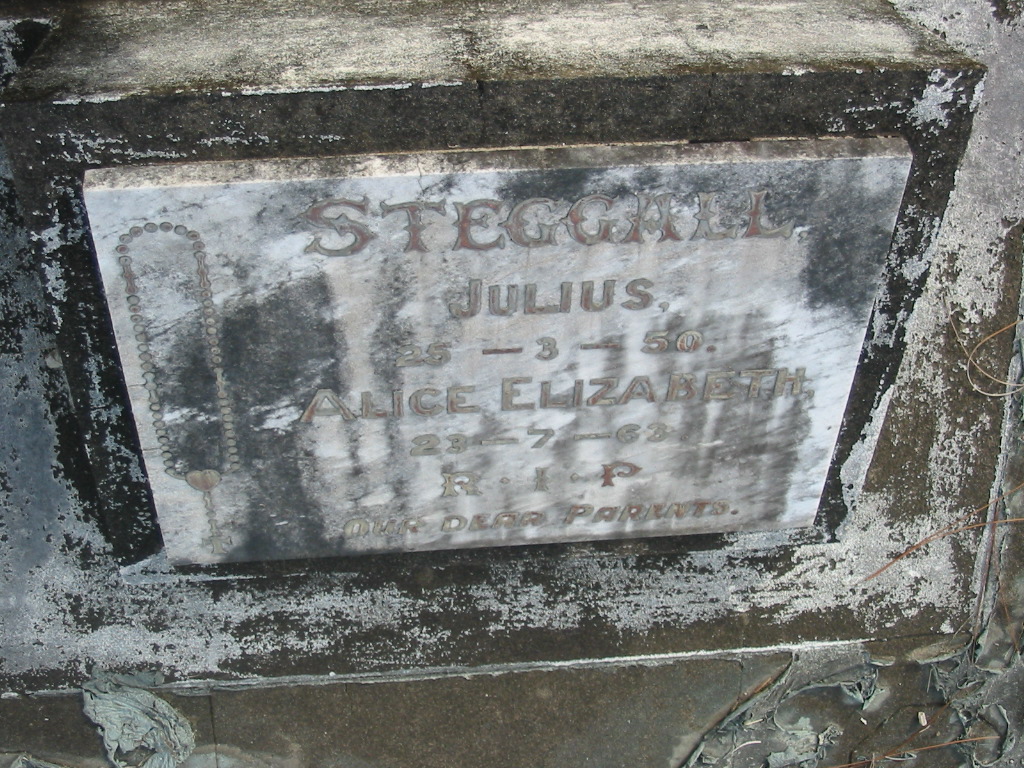 STEGGALL
JULIUS,
25 - 3 - 50.
ALICE ELIZABETH,
23 - 7 - 63.
R · I · P
OUR DEAR PARENTS.